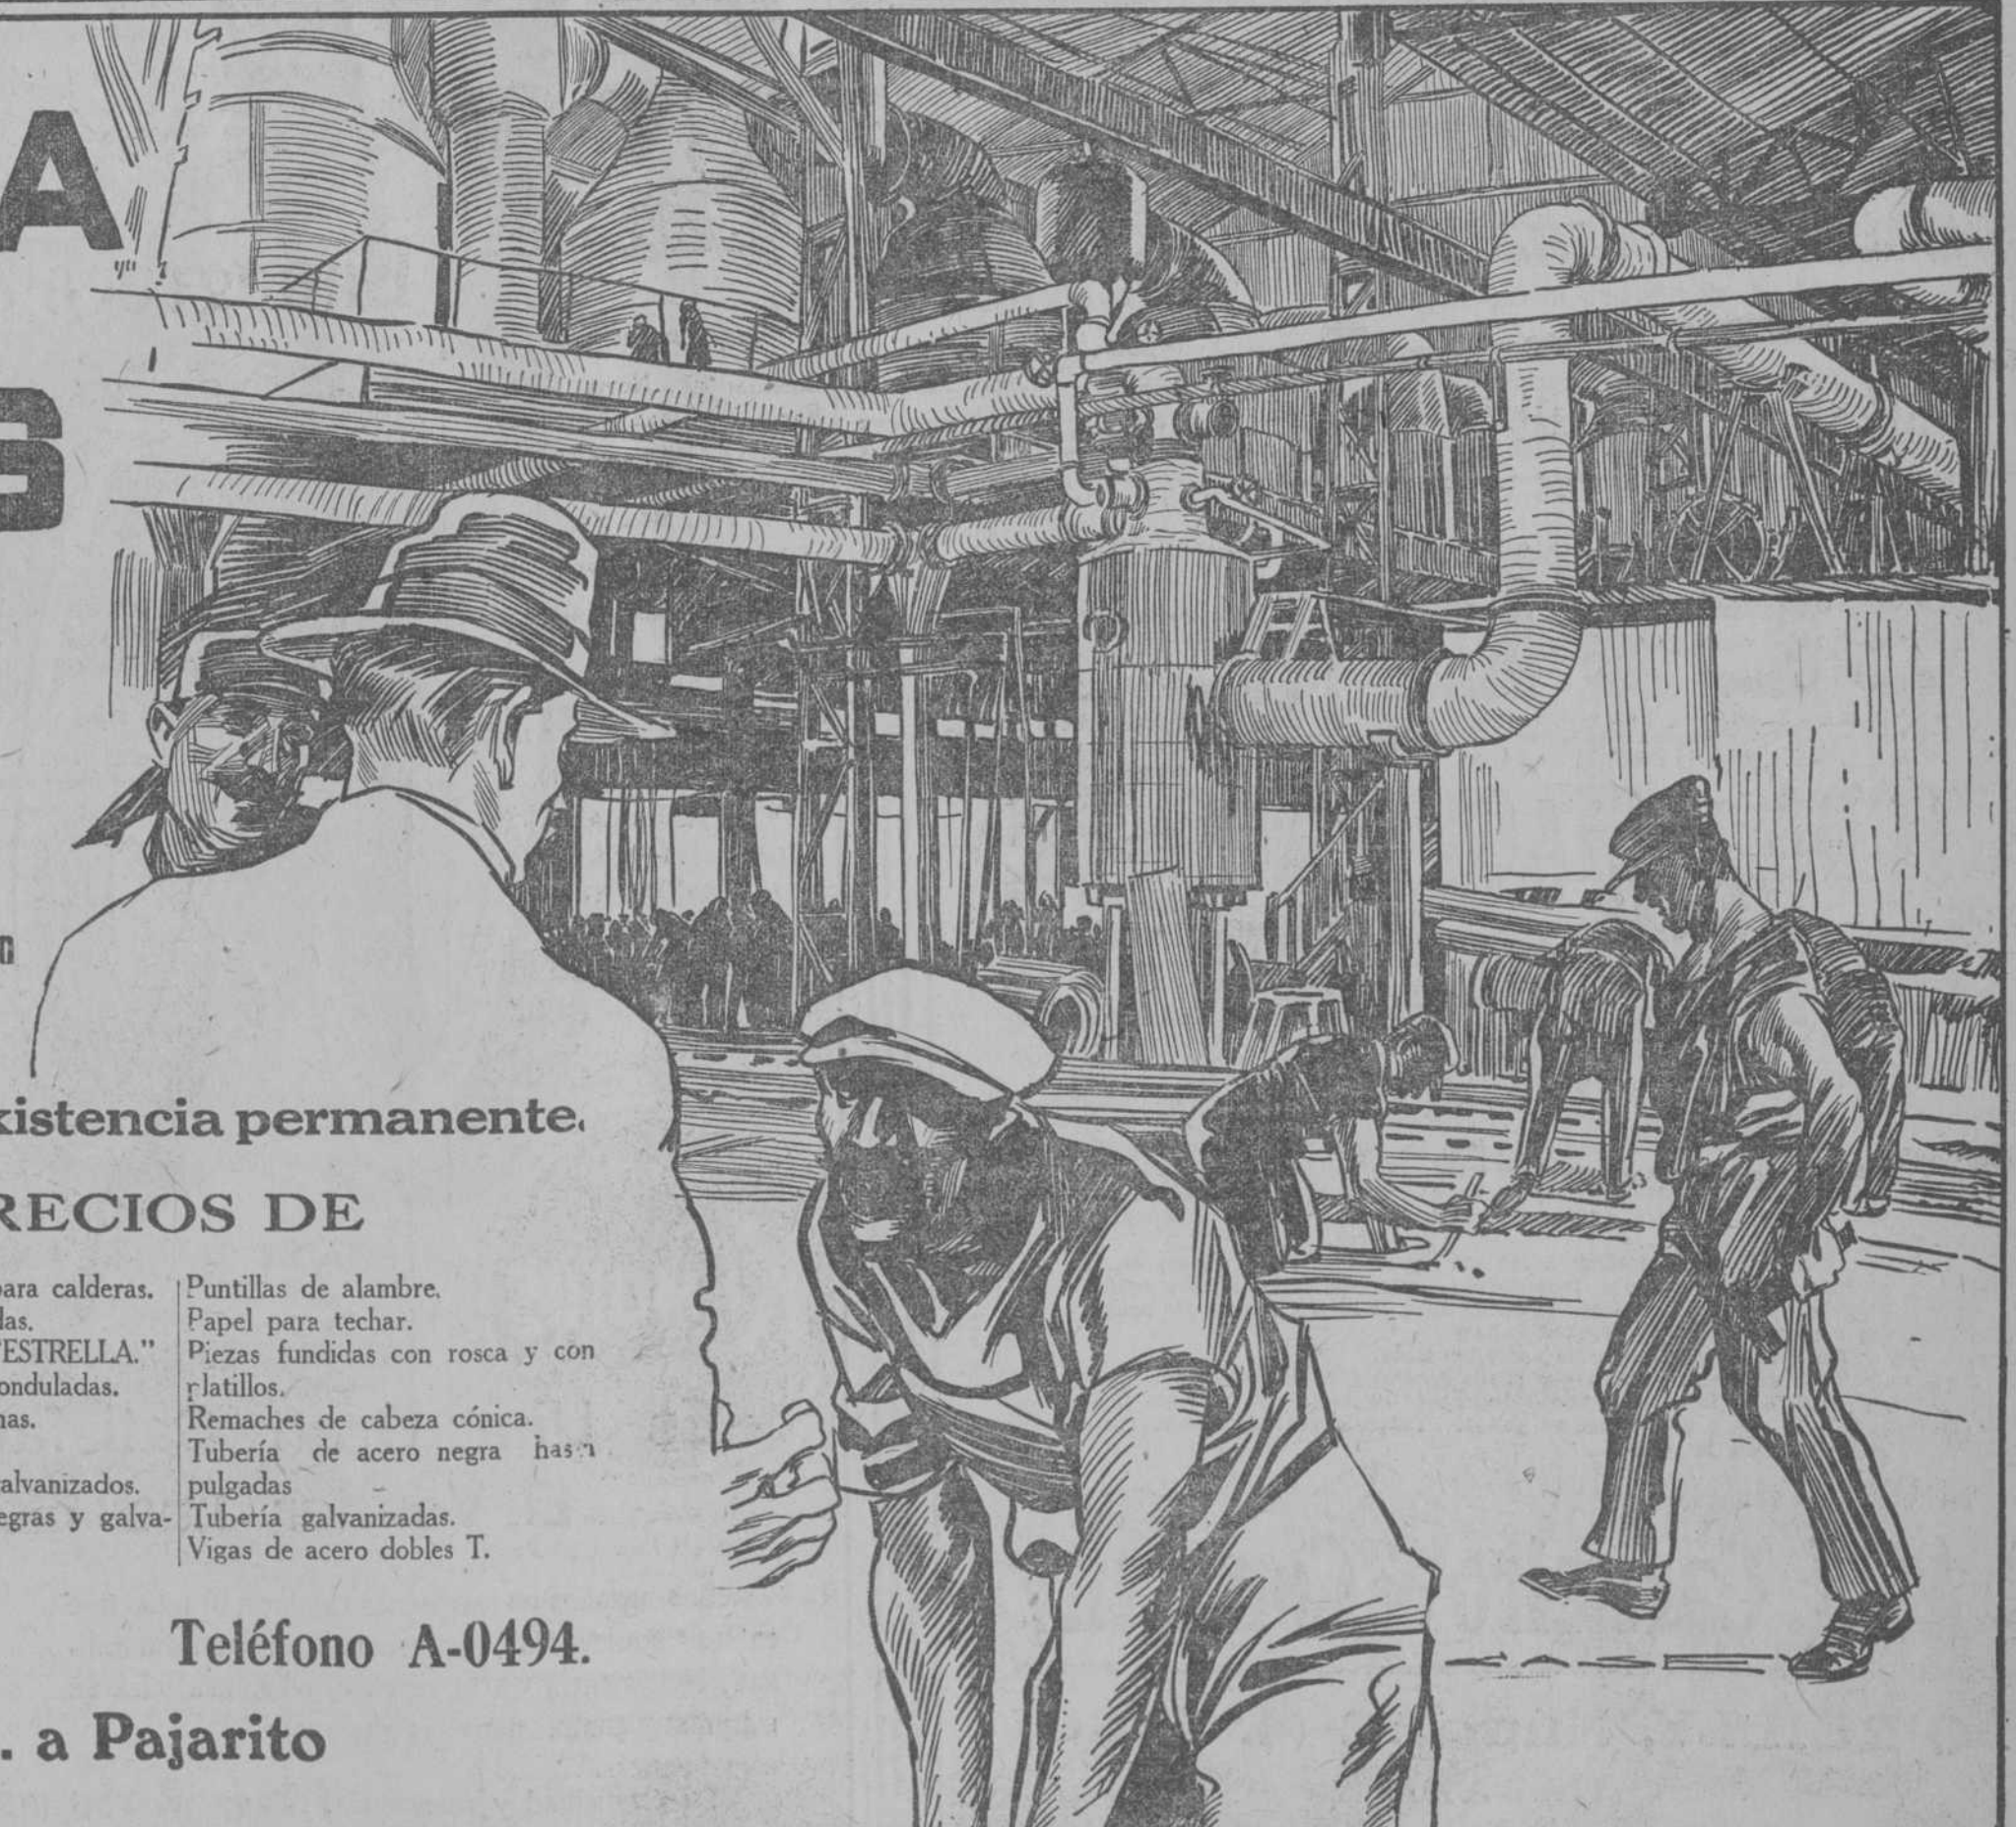 A
S
xistencia permanente.
RECIOS DE
para calderas.
las.
"ESTRELLA."
onduladas.
nas.
alvanizados.
egras y galva-
Puntillas de alambre.
Papel para techar.
Piezas fundidas con rosca y con
rlatillos.
Remaches de cabeza cónica.
Tubería de acero negra
pulgadas
Tubería galvanizadas.
Vigas de acero dobles T.
Teléfono A-0494.
. a Pajarito